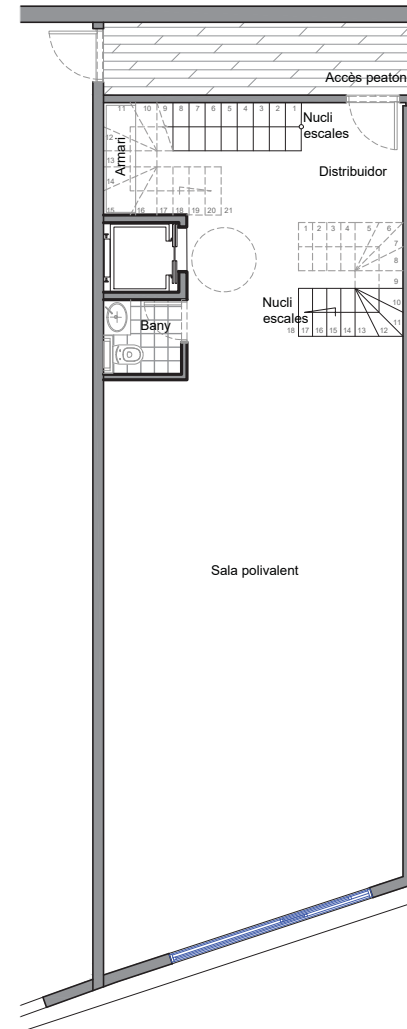 Accès peaton
11 10 9 8 7 6 5 4 3 2 1
Nucli
escales
Armari
12
13
14
15 16 17 18 19 20 21
Distribuidor
1 2 3 4 5 6
7
8
9
Nucli
escales
10
11
18 17 16 15 14 13 12
Bany
Sala polivalent